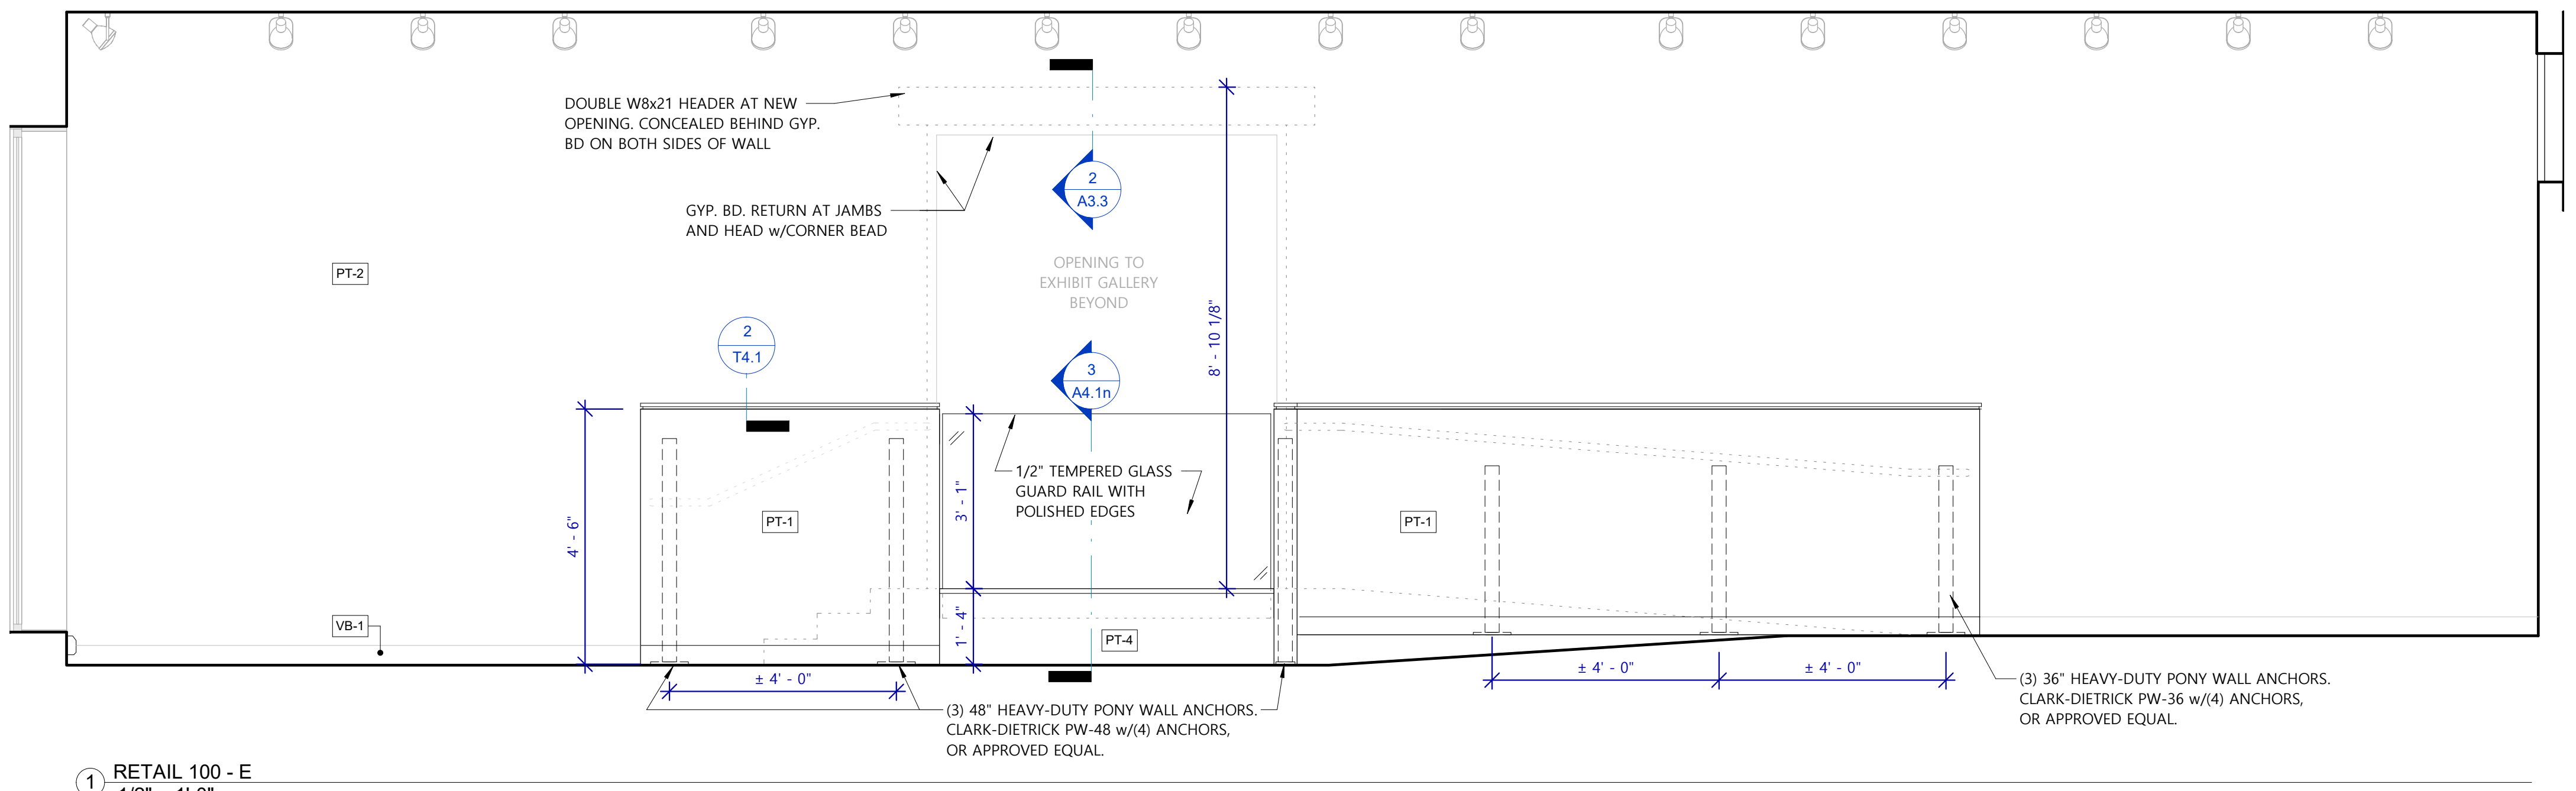 DOUBLE W8x21 HEADER AT NEW
OPENING. CONCEALED BEHIND GYP.
BD ON BOTH SIDES OF WALL
2
A3.3
GYP. BD. RETURN AT JAMBS
AND HEAD w/CORNER BEAD
OPENING TO
EXHIBIT GALLERY
BEYOND
PT-2
8' - 10 1/8"
2
T4.1
3
A4.1n
1/2" TEMPERED GLASS
GUARD RAIL WITH
POLISHED EDGES
4' - 6"
3' - 1"
PT-1
PT-1
VB-1
1' - 4"
PT-4
± 4' - 0"
± 4' - 0"
± 4' - 0"
(3) 48" HEAVY-DUTY PONY WALL ANCHORS.
CLARK-DIETRICK PW-48 w/(4) ANCHORS,
OR APPROVED EQUAL.
(3) 36" HEAVY-DUTY PONY WALL ANCHORS.
CLARK-DIETRICK PW-36 w/(4) ANCHORS,
OR APPROVED EQUAL.
1
RETAIL 100 - E